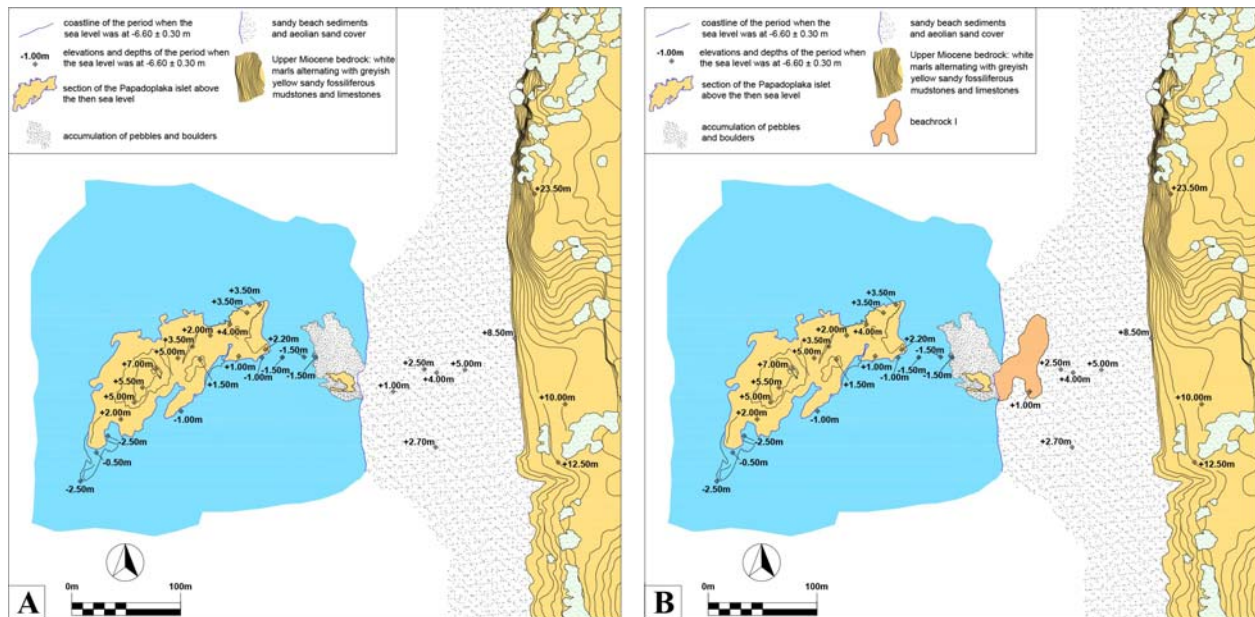 coastline of the period when the
sea level was at -6.60 ± 0.30 m
-1.00m
elevations and depths of the period when
the sea level was at -6.60 ± 0.30 m
section of the Papadoplaka islet
above the then sea level
accumulation of pebbles and boulders
sandy beach sediments
and aeolian sand cover
Upper Miocene bedrock: white
marls alternating with greyish
yellow sandy fossiliferous
mudstones and limestones
+23.50m
+3.50m
+3.50m
+2.00m
+4.00m
+3.50m
+2.20m
+8.50m
+5.00m
-1.50m
+7.00m
+1.00m
-1.00m
-1.50m
-1.50m
+2.50m
+5.00m
+4.00m
+5.50m
+1.50m
+1.00m
+5.00m
+10.00m
+2.00m
-1.00m
-2.50m
+2.70m
-0.50m
+12.50m
-2.50m
0m
100m
A
coastline of the period when the
sea level was at -6.60 ± 0.30 m
-1.00m
elevations and depths of the period when
the sea level was at -6.60 ± 0.30 m
section of the Papadoplaka islet
above the then sea level
accumulation of pebbles
and boulders
sandy beach sediments
and aeolian sand cover
Upper Miocene bedrock: white
marls alternating with greyish
yellow sandy fossiliferous
mudstones and limestones
beachrock I
+23.50m
+3.50m
+3.50m
+2.00m
+4.00m
+3.50m
+2.20m
+8.50m
+5.00m
-1.50m
+7.00m
+1.00m
-1.00m
-1.50m
-1.50m
+2.50m
+5.00m
+4.00m
+5.50m
+1.50m
+1.00m
+5.00m
+10.00m
+2.00m
-1.00m
-2.50m
+2.70m
-0.50m
+12.50m
-2.50m
0m
100m
B